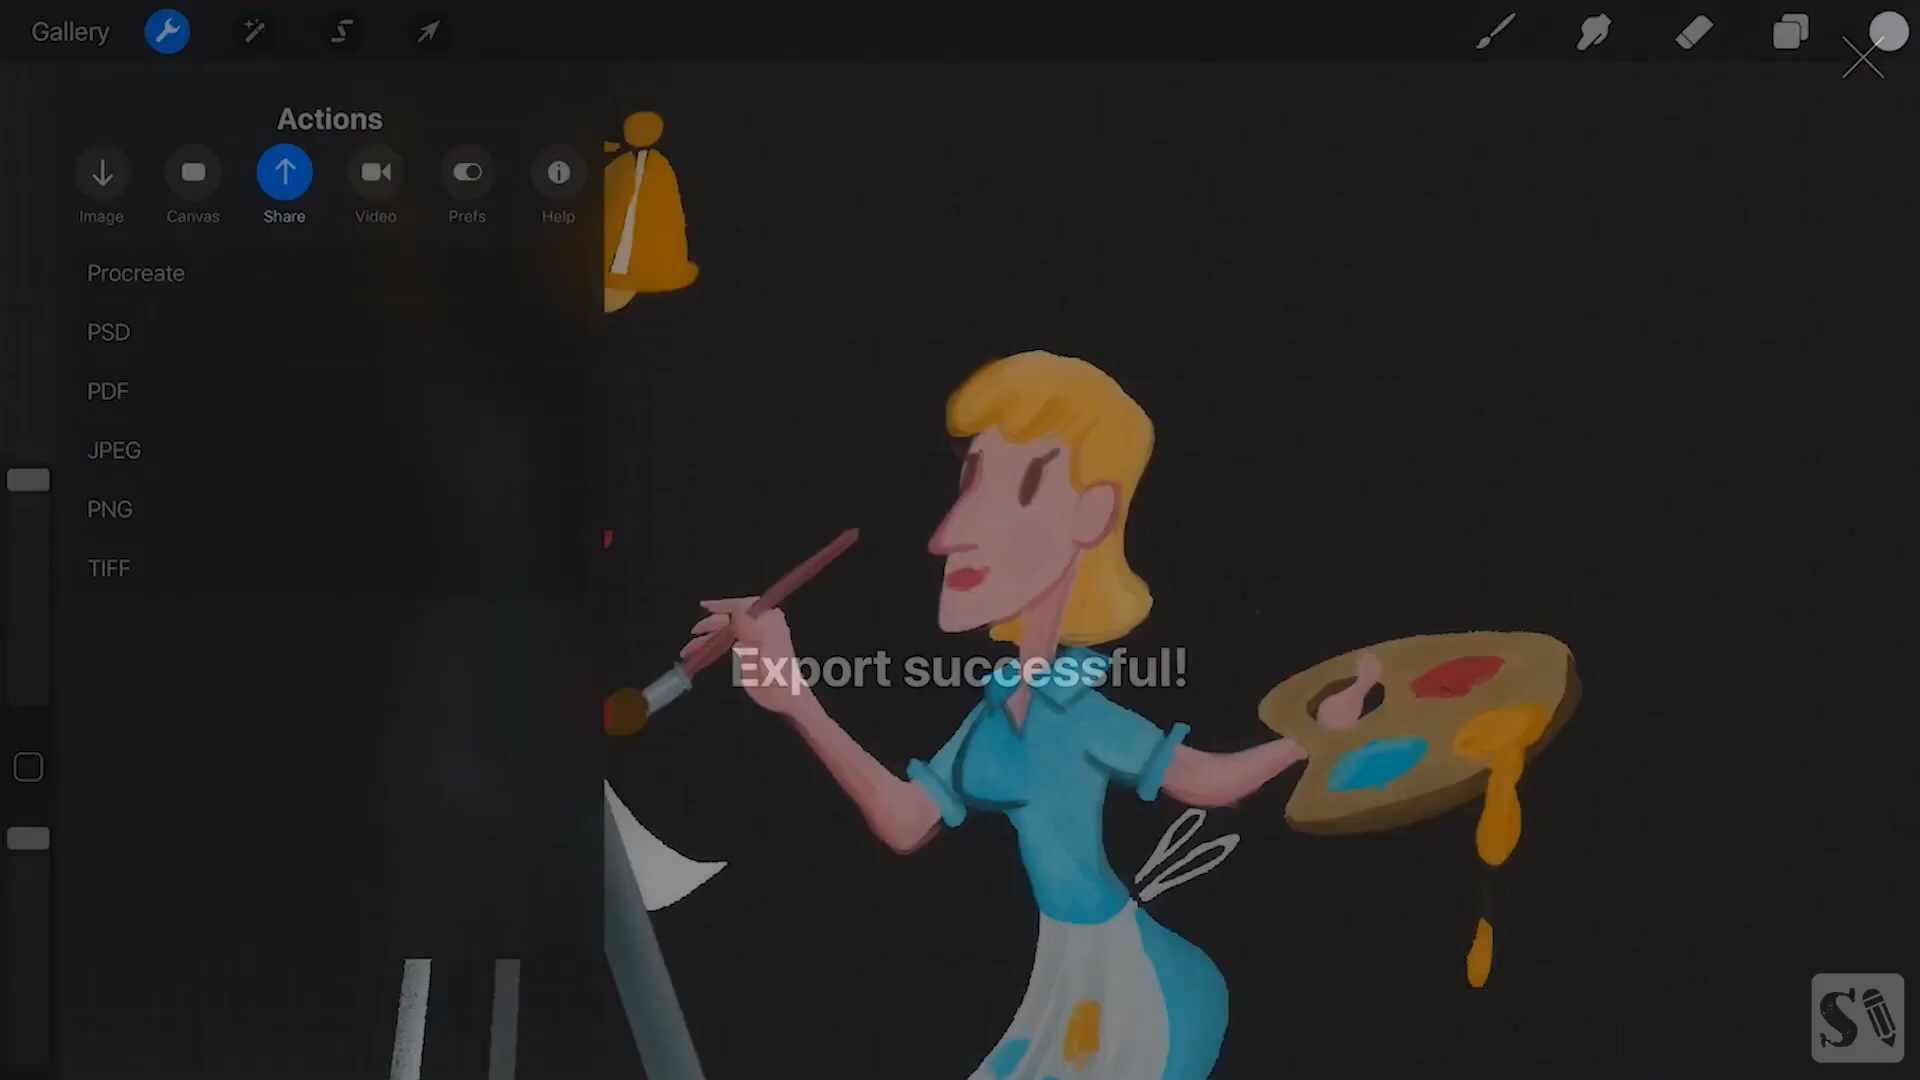 Gallery
Actions
Image Canvas Share Video Prefs Help
Procreate
PSD
PDF
JPEG
PNG
TIFF
Export successful!
S